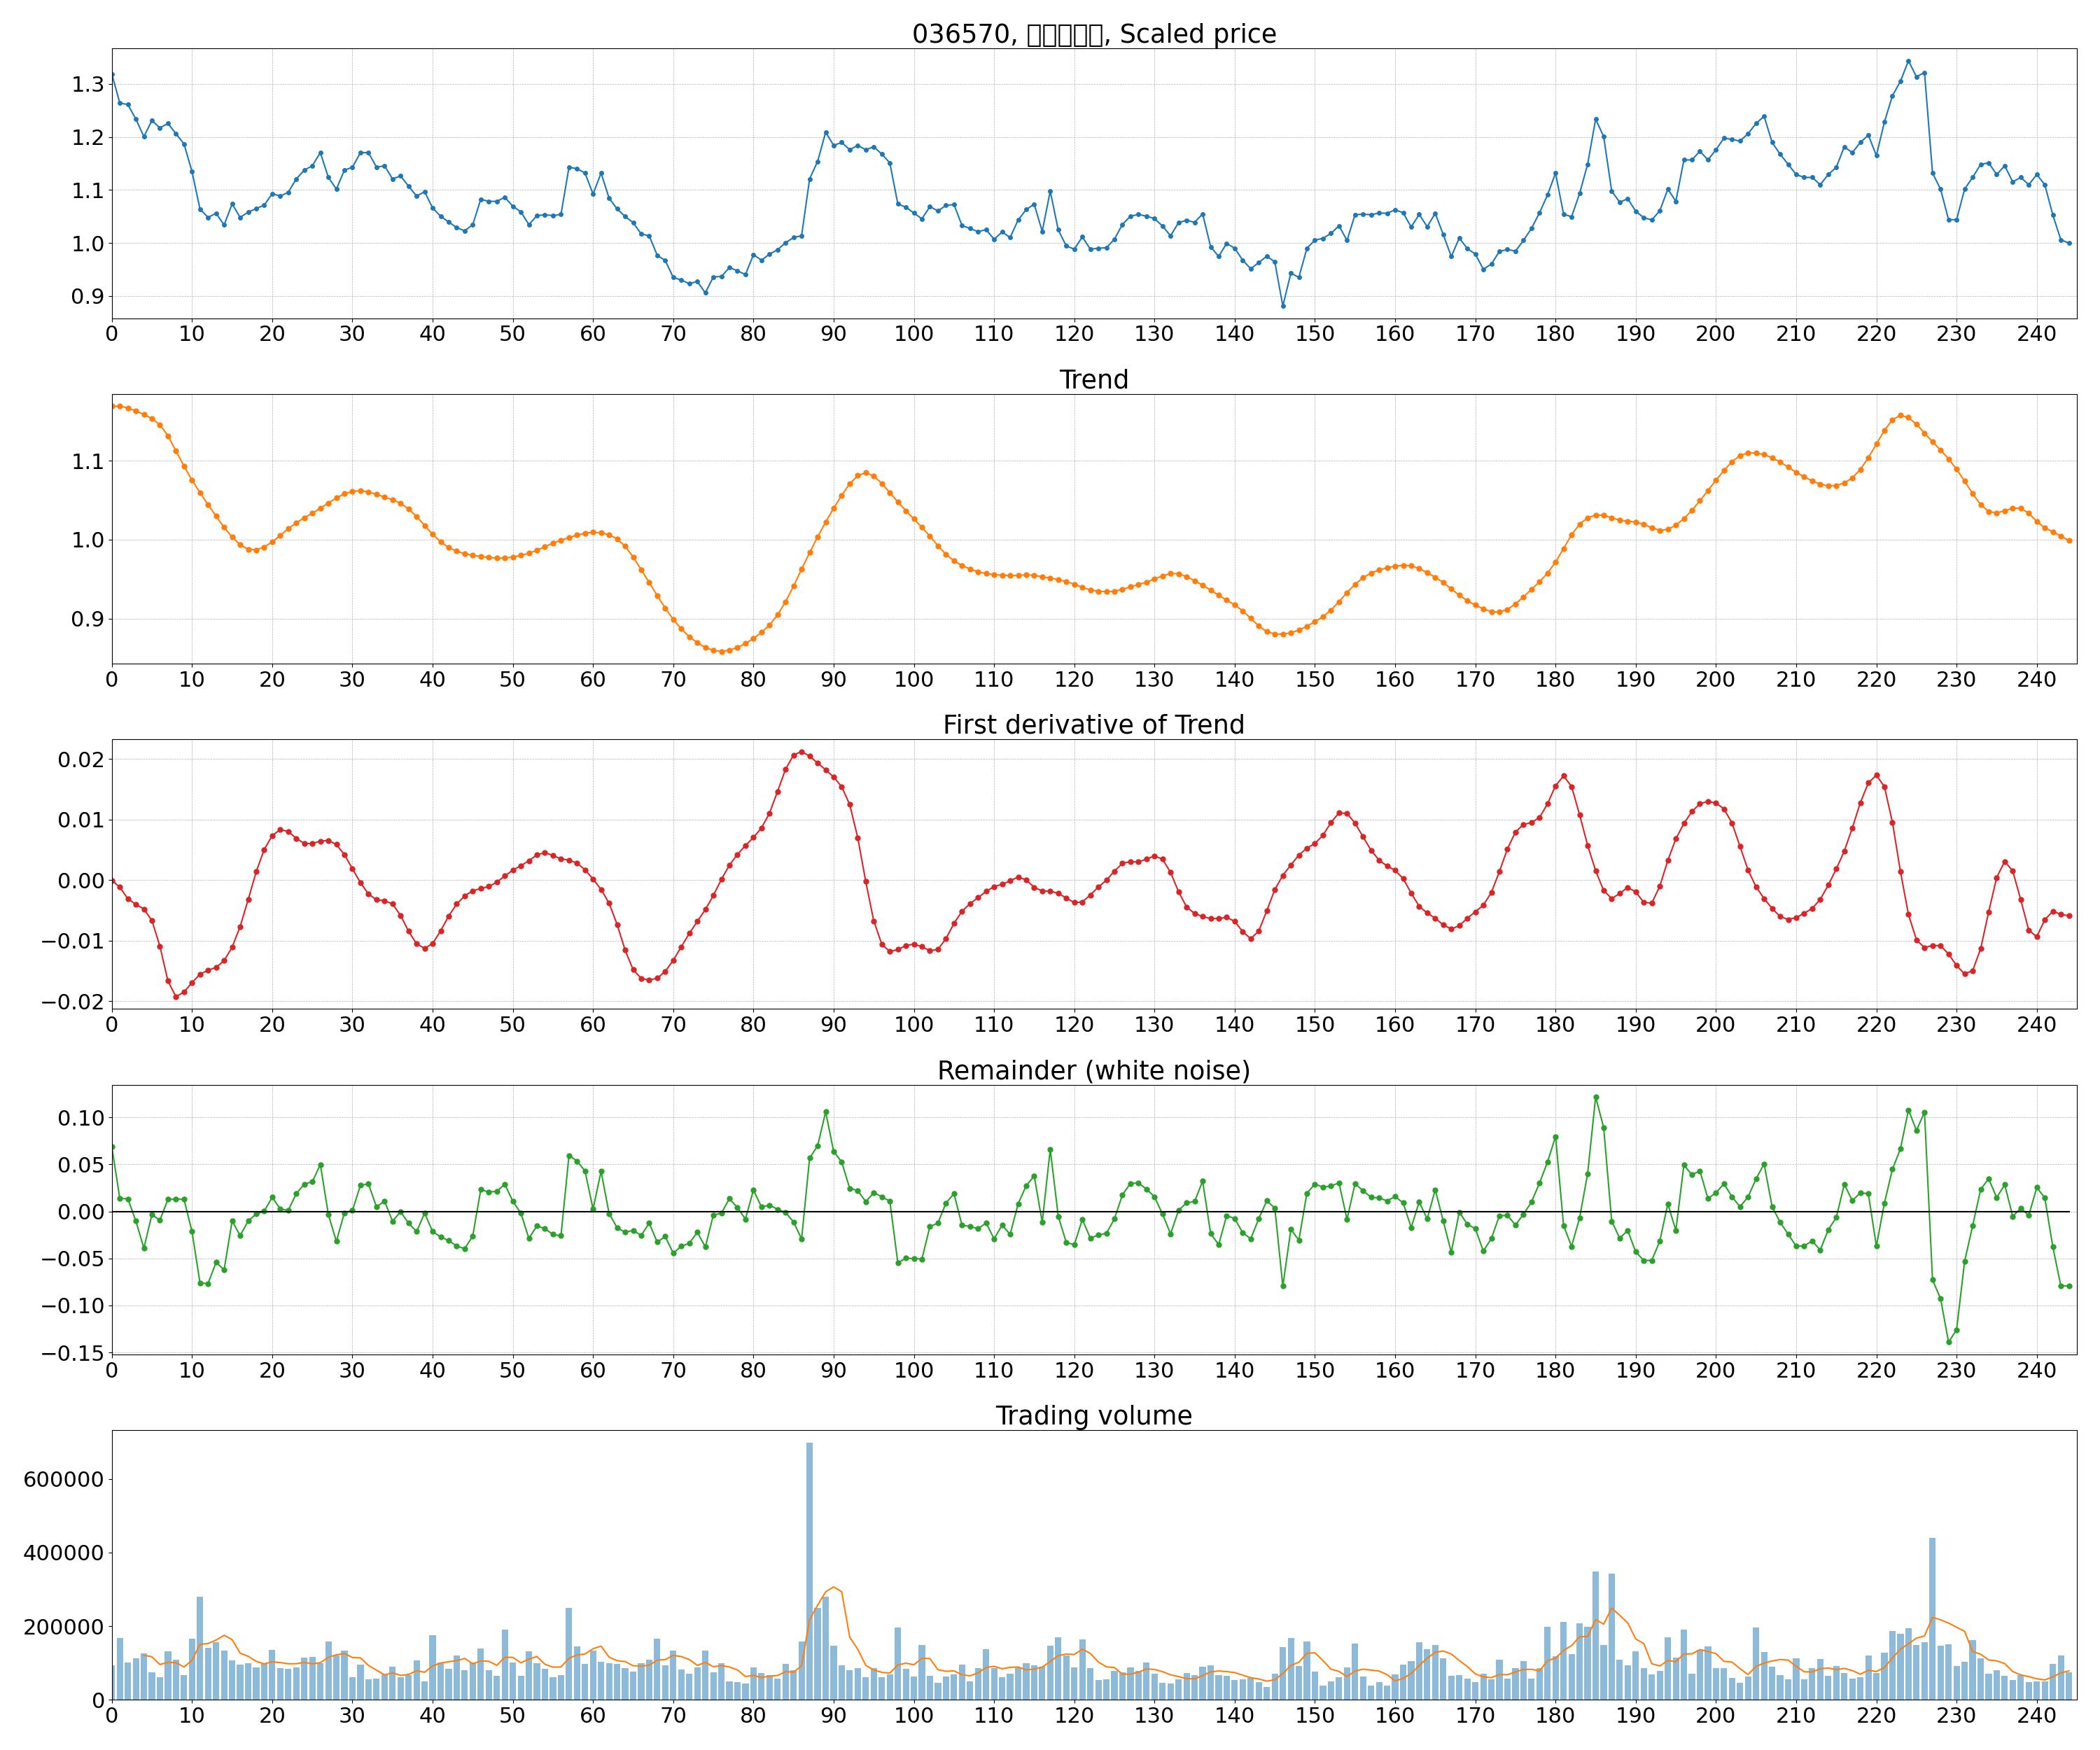 036570, □□□□□, Scaled price
1.3
1.2
1.1
1.0
0.9
0 10 20 30 40 50 60 70 80 90 100 110 120 130 140 150 160 170 180 190 200 210 220 230 240
Trend
1.1
1.0
0.9
0 10 20 30 40 50 60 70 80 90 100 110 120 130 140 150 160 170 180 190 200 210 220 230 240
First derivative of Trend
0.02
0.01
0.00
−0.01
−0.02
0 10 20 30 40 50 60 70 80 90 100 110 120 130 140 150 160 170 180 190 200 210 220 230 240
Remainder (white noise)
0.10
0.05
0.00
−0.05
−0.10
−0.15
0 10 20 30 40 50 60 70 80 90 100 110 120 130 140 150 160 170 180 190 200 210 220 230 240
Trading volume
600000
400000
200000
0
0 10 20 30 40 50 60 70 80 90 100 110 120 130 140 150 160 170 180 190 200 210 220 230 240